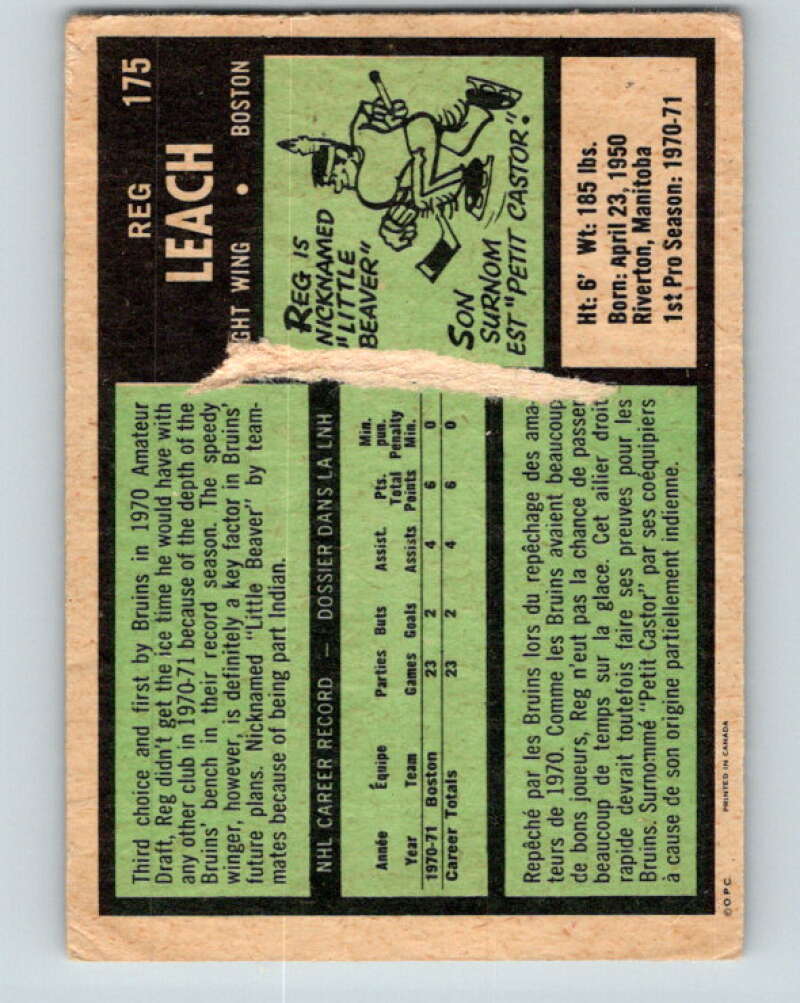 175
REG
LEACH
GHT WING • BOSTON
REG IS
NICKNAMED
"LITTLE
BEAVER"
SON
SURNOM
EST "PETIT CASTOR".
Ht: 6' Wt: 185 lbs.
Born: April 23, 1950
Riverton, Manitoba
1st Pro Season: 1970-71
Third choice and first by Bruins in 1970 Amateur
Draft, Reg didn't get the ice time he would have with
any other club in 1970-71 because of the depth of the
Bruins' bench in their record season. The speedy
winger, however, is definitely a key factor in Bruins'
future plans. Nicknamed "Little Beaver" by team-
mates because of being part Indian.
NHL CAREER RECORD — DOSSIER DANS LA LNH
Année Équipe Parties Buts Assist. Pts. Min. pun.
Year Team Games Goals Assists Total Points Penalty Min.
1970-71 Boston 23 2 4 6 0
Career Totals 23 2 4 6 0
Repêché par les Bruins lors du repêchage des ama-
teurs de 1970. Comme les Bruins avaient beaucoup
de bons joueurs, Reg n'eut pas la chance de passer
beaucoup de temps sur la glace. Cet ailier droit
rapide devrait toutefois faire ses preuves pour les
Bruins. Surnommé "Petit Castor" par ses coéquipiers
à cause de son origine partiellement indienne.
© O.P.C. PRINTED IN CANADA